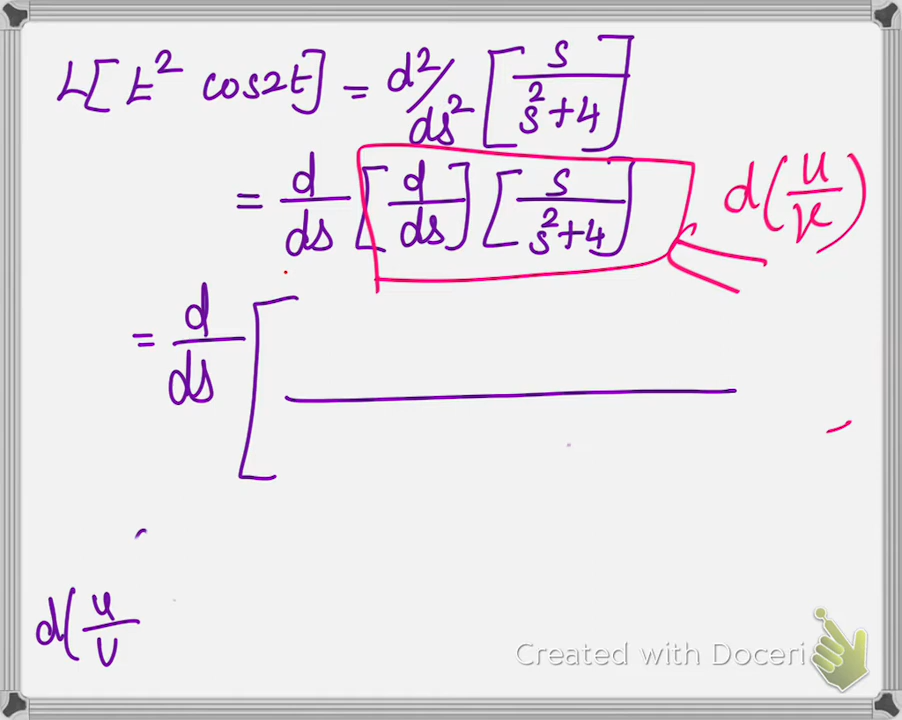 L[t² cos2t] = d²/ds² [s/(s²+4)]
= d/ds [d/ds] [s/(s²+4)] d(u/v)
= d/ds [
d(u/v
Created with Doceri